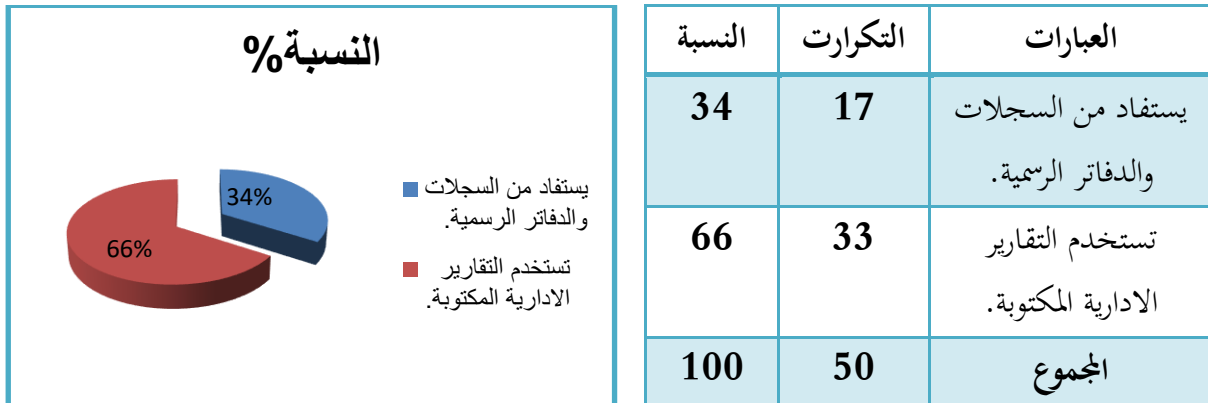 النسبة%
34%
66%
يستفاد من السجلات
والدفاتر الرسمية.
تستخدم التقارير
الادارية المكتوبة.
العبارات التكرارت النسبة
يستفاد من السجلات
والدفاتر الرسمية.
17 34
تستخدم التقارير
الادارية المكتوبة.
33 66
المجموع 50 100